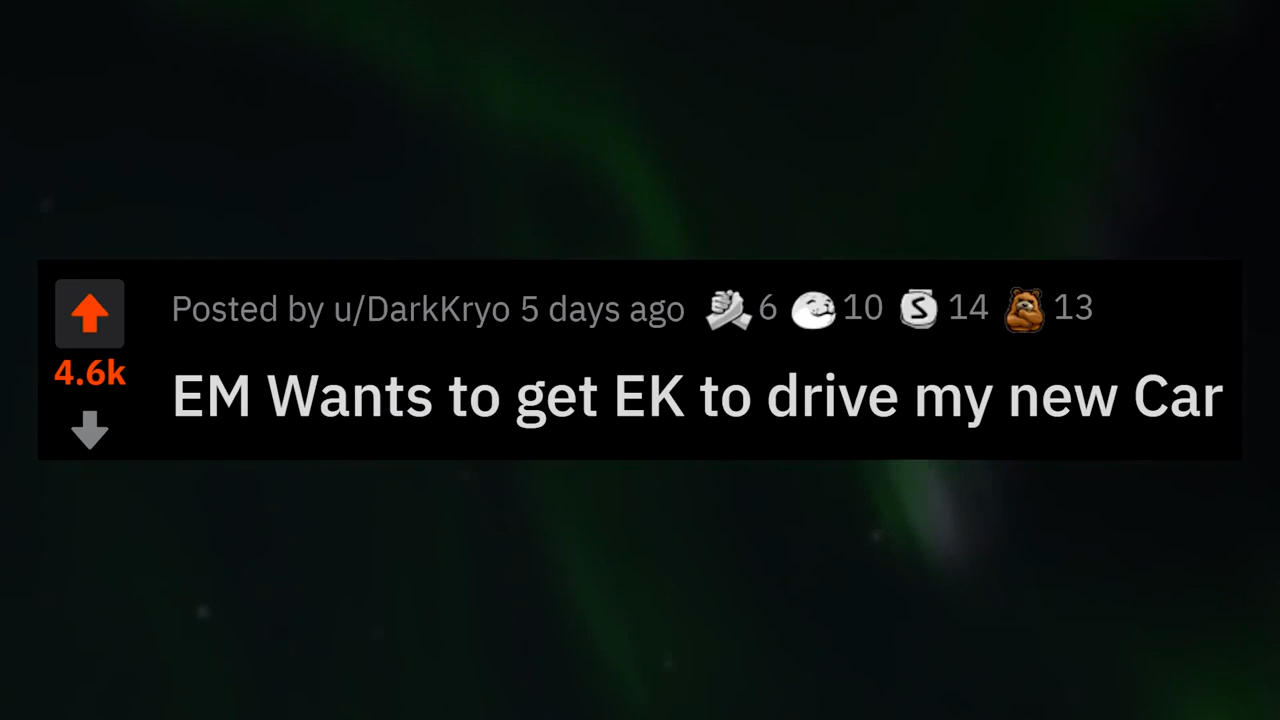 Posted by u/DarkKryo 5 days ago 6 10 S 14 13
4.6k
EM Wants to get EK to drive my new Car